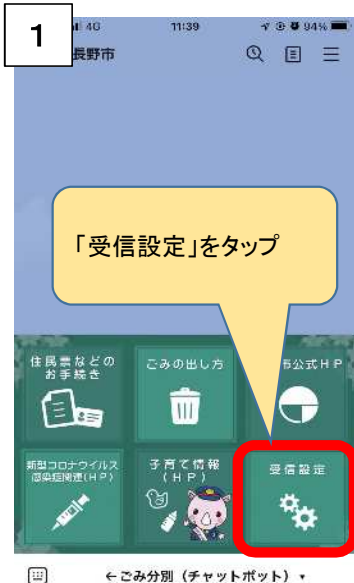 1
4G 11:39 94%
長野市
「受信設定」をタップ
住民票などの
お手続き
ごみの出し方
市公式HP
新型コロナウイルス
感染症関連(HP)
子育て情報
(HP)
受信設定
←ごみ分別(チャットボット)▾